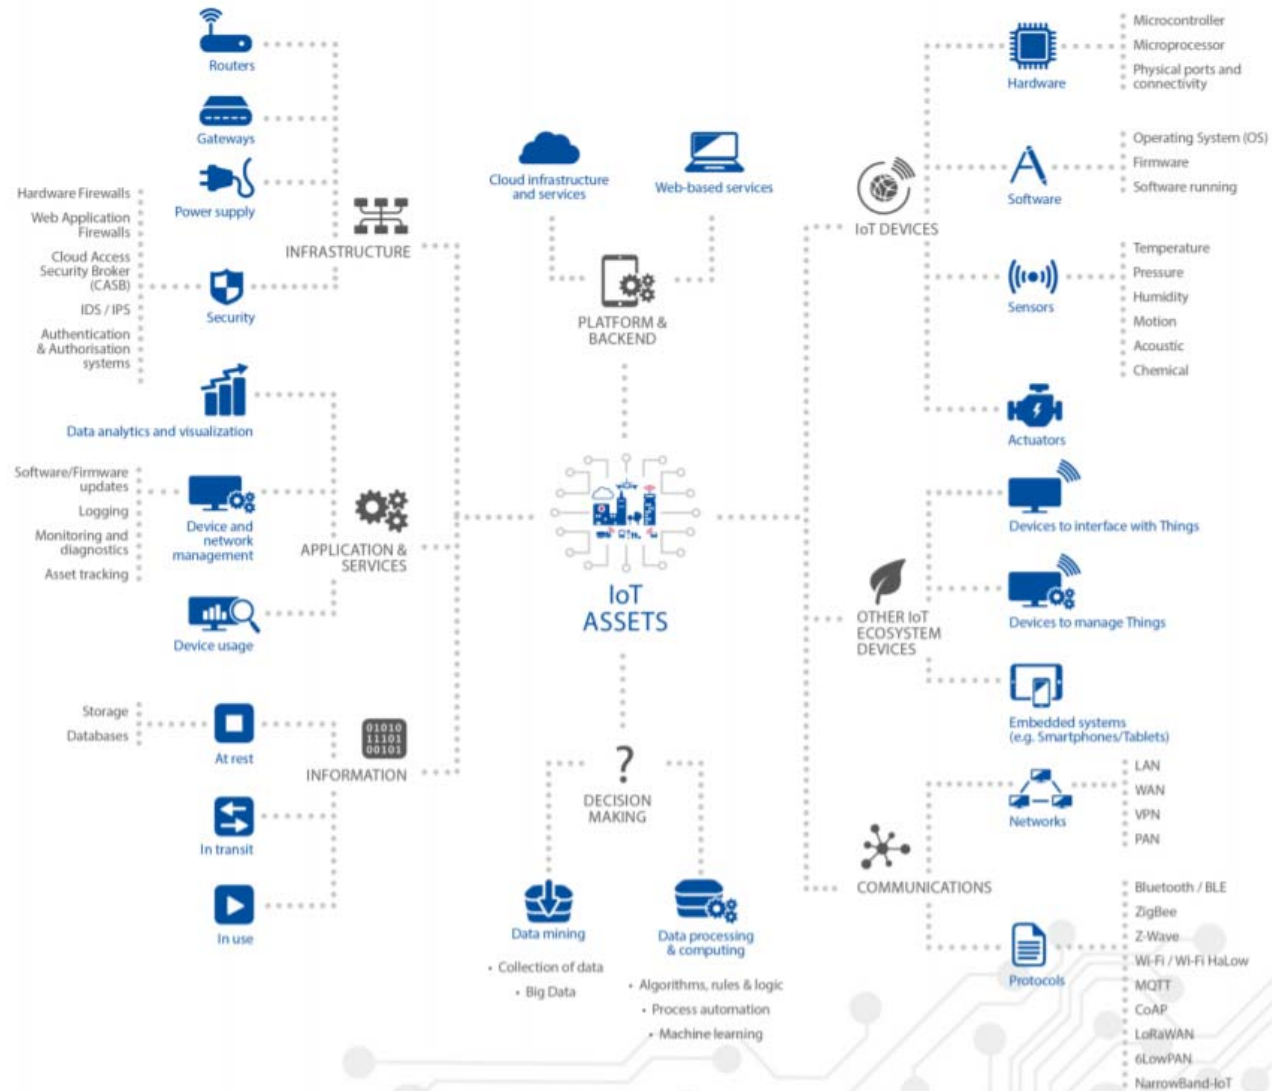 Routers
Gateways
Power supply
Hardware Firewalls
Web Application
Firewalls
Cloud Access
Security Broker
(CASB)
IDS / IPS
Authentication
& Authorisation
systems
Security
INFRASTRUCTURE
Data analytics and visualization
Software/Firmware
updates
Logging
Monitoring and
diagnostics
Asset tracking
Device and
network
management
APPLICATION &
SERVICES
Device usage
Storage
Databases
At rest
01010
11101
00101
INFORMATION
In transit
In use
Cloud infrastructure
and services
Web-based services
PLATFORM &
BACKEND
IoT
ASSETS
?
DECISION
MAKING
Data mining
• Collection of data
• Big Data
Data processing
& computing
• Algorithms, rules & logic
• Process automation
• Machine learning
IoT DEVICES
Hardware
Microcontroller
Microprocessor
Physical ports and
connectivity
Software
Operating System (OS)
Firmware
Software running
Sensors
Temperature
Pressure
Humidity
Motion
Acoustic
Chemical
Actuators
OTHER IoT
ECOSYSTEM
DEVICES
Devices to interface with Things
Devices to manage Things
Embedded systems
(e.g. Smartphones/Tablets)
COMMUNICATIONS
Networks
LAN
WAN
VPN
PAN
Protocols
Bluetooth / BLE
ZigBee
Z-Wave
Wi-Fi / Wi-Fi HaLow
MQTT
CoAP
LoRaWAN
6LowPAN
NarrowBand-IoT